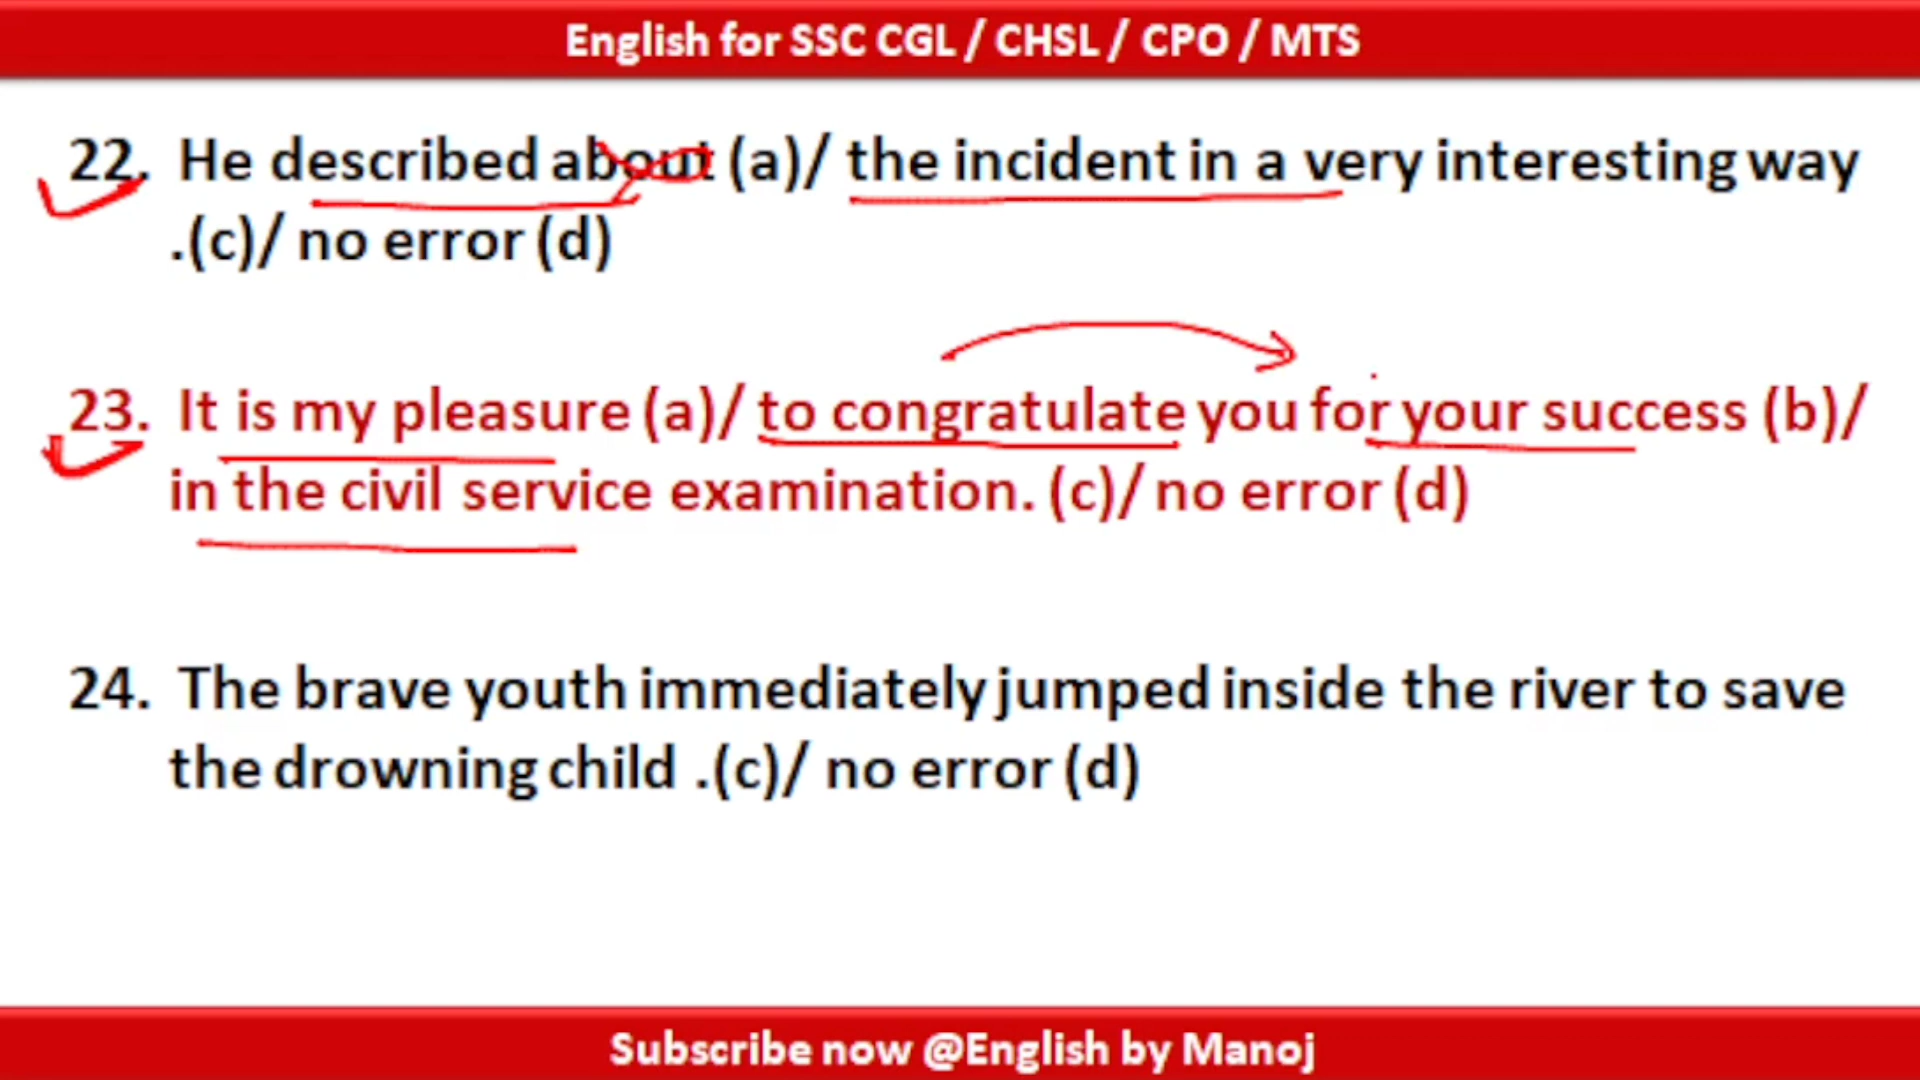 English for SSC CGL / CHSL / CPO / MTS
22. He described about (a)/ the incident in a very interesting way
.(c)/ no error (d)
23. It is my pleasure (a)/ to congratulate you for your success (b)/
in the civil service examination. (c)/ no error (d)
24. The brave youth immediately jumped inside the river to save
the drowning child .(c)/ no error (d)
Subscribe now @English by Manoj